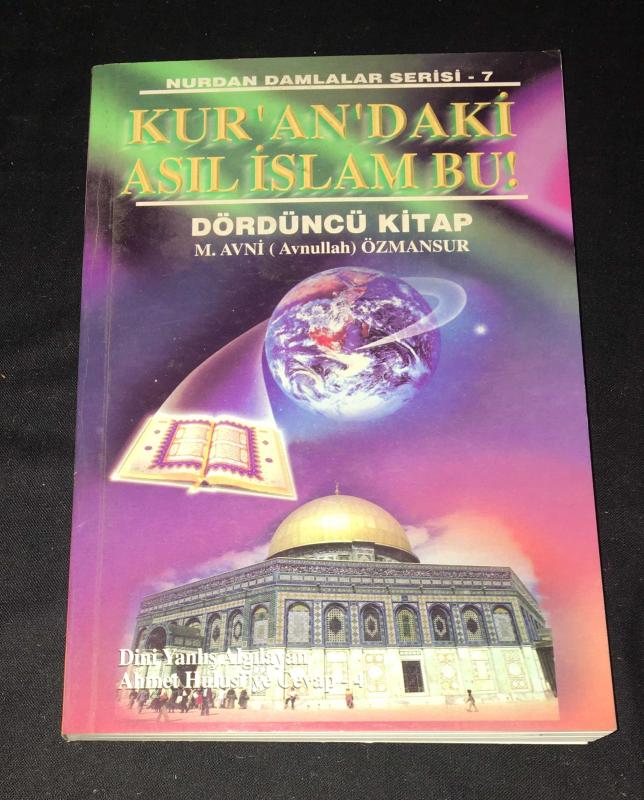 NURDAN DAMLALAR SERİSİ - 7
KUR'AN'DAKİ
ASIL İSLAM BU!
DÖRDÜNCÜ KİTAP
M. AVNİ ( Avnullah) ÖZMANSUR
Dini Yanlış Algılayan
Ahmet Hulusi'ye Cevap - 4